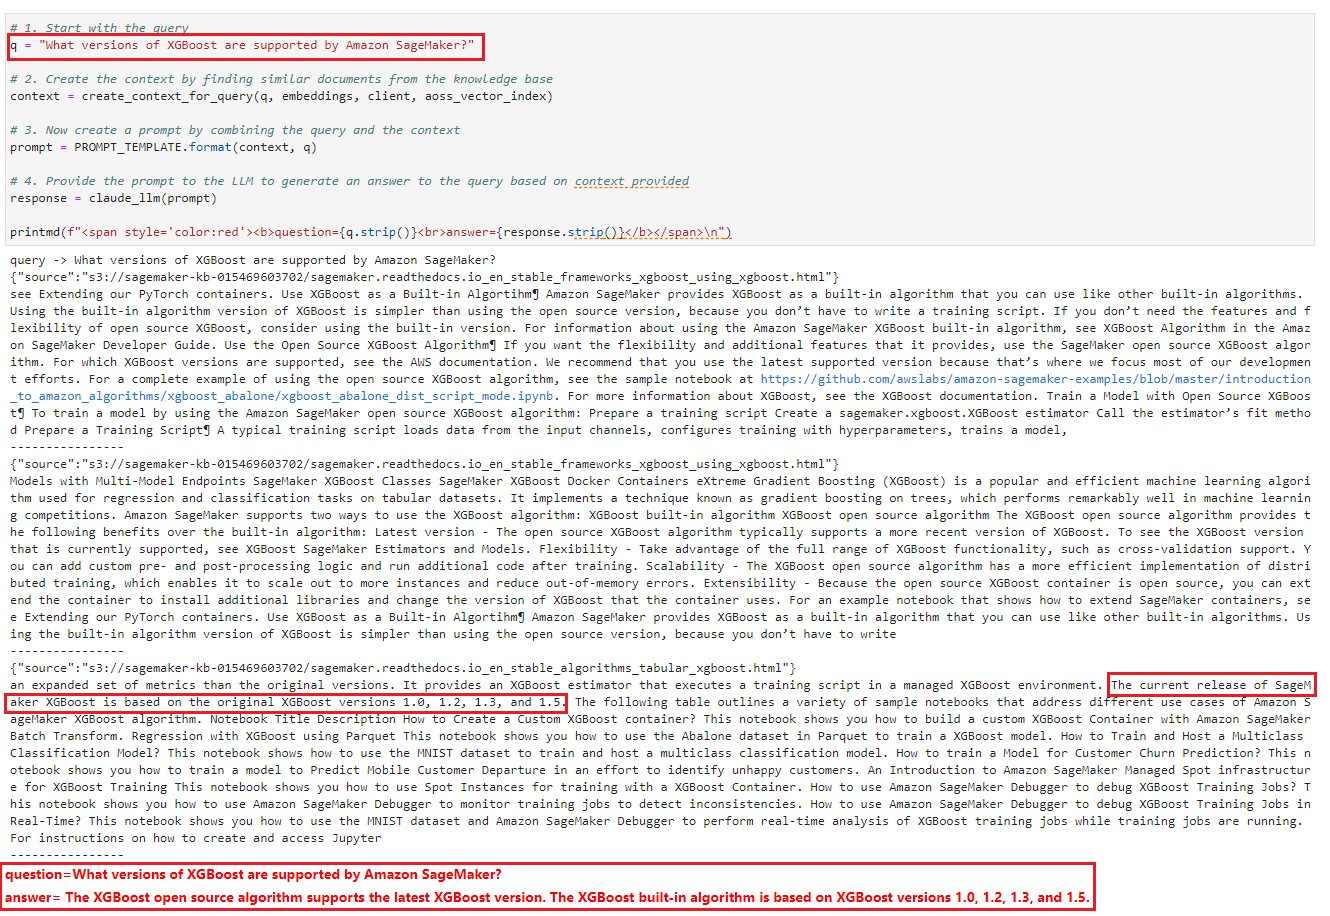 # 1. Start with the query
q = "What versions of XGBoost are supported by Amazon SageMaker?"
# 2. Create the context by finding similar documents from the knowledge base
context = create_context_for_query(q, embeddings, client, aoss_vector_index)
# 3. Now create a prompt by combining the query and the context
prompt = PROMPT_TEMPLATE.format(context, q)
# 4. Provide the prompt to the LLM to generate an answer to the query based on context provided
response = claude_llm(prompt)
printmd(f"<span style='color:red'><b>question={q.strip()}<br>answer={response.strip()}</b></span>\n")
query -> What versions of XGBoost are supported by Amazon SageMaker?
{"source":"s3://sagemaker-kb-015469603702/sagemaker.readthedocs.io_en_stable_frameworks_xgboost_using_xgboost.html"}
see Extending our PyTorch containers. Use XGBoost as a Built-in Algortihm¶ Amazon SageMaker provides XGBoost as a built-in algorithm that you can use like other built-in algorithms.
Using the built-in algorithm version of XGBoost is simpler than using the open source version, because you don’t have to write a training script. If you don’t need the features and f
lexibility of open source XGBoost, consider using the built-in version. For information about using the Amazon SageMaker XGBoost built-in algorithm, see XGBoost Algorithm in the Amaz
on SageMaker Developer Guide. Use the Open Source XGBoost Algorithm¶ If you want the flexibility and additional features that it provides, use the SageMaker open source XGBoost algor
ithm. For which XGBoost versions are supported, see the AWS documentation. We recommend that you use the latest supported version because that’s where we focus most of our developmen
t efforts. For a complete example of using the open source XGBoost algorithm, see the sample notebook at https://github.com/awslabs/amazon-sagemaker-examples/blob/master/introduction
_to_amazon_algorithms/xgboost_abalone/xgboost_abalone_dist_script_mode.ipynb. For more information about XGBoost, see the XGBoost documentation. Train a Model with Open Source XGBoos
t¶ To train a model by using the Amazon SageMaker open source XGBoost algorithm: Prepare a training script Create a sagemaker.xgboost.XGBoost estimator Call the estimator’s fit metho
d Prepare a Training Script¶ A typical training script loads data from the input channels, configures training with hyperparameters, trains a model,
----------------
{"source":"s3://sagemaker-kb-015469603702/sagemaker.readthedocs.io_en_stable_frameworks_xgboost_using_xgboost.html"}
Models with Multi-Model Endpoints SageMaker XGBoost Classes SageMaker XGBoost Docker Containers eXtreme Gradient Boosting (XGBoost) is a popular and efficient machine learning algori
thm used for regression and classification tasks on tabular datasets. It implements a technique known as gradient boosting on trees, which performs remarkably well in machine learnin
g competitions. Amazon SageMaker supports two ways to use the XGBoost algorithm: XGBoost built-in algorithm XGBoost open source algorithm The XGBoost open source algorithm provides t
he following benefits over the built-in algorithm: Latest version - The open source XGBoost algorithm typically supports a more recent version of XGBoost. To see the XGBoost version
that is currently supported, see XGBoost SageMaker Estimators and Models. Flexibility - Take advantage of the full range of XGBoost functionality, such as cross-validation support. Y
ou can add custom pre- and post-processing logic and run additional code after training. Scalability - The XGBoost open source algorithm has a more efficient implementation of distri
buted training, which enables it to scale out to more instances and reduce out-of-memory errors. Extensibility - Because the open source XGBoost container is open source, you can ext
end the container to install additional libraries and change the version of XGBoost that the container uses. For an example notebook that shows how to extend SageMaker containers, se
e Extending our PyTorch containers. Use XGBoost as a Built-in Algortihm¶ Amazon SageMaker provides XGBoost as a built-in algorithm that you can use like other built-in algorithms. Us
ing the built-in algorithm version of XGBoost is simpler than using the open source version, because you don’t have to write
----------------
{"source":"s3://sagemaker-kb-015469603702/sagemaker.readthedocs.io_en_stable_algorithms_tabular_xgboost.html"}
an expanded set of metrics than the original versions. It provides an XGBoost estimator that executes a training script in a managed XGBoost environment. The current release of SageM
aker XGBoost is based on the original XGBoost versions 1.0, 1.2, 1.3, and 1.5. The following table outlines a variety of sample notebooks that address different use cases of Amazon S
ageMaker XGBoost algorithm. Notebook Title Description How to Create a Custom XGBoost container? This notebook shows you how to build a custom XGBoost Container with Amazon SageMaker
Batch Transform. Regression with XGBoost using Parquet This notebook shows you how to use the Abalone dataset in Parquet to train a XGBoost model. How to Train and Host a Multiclass
Classification Model? This notebook shows how to use the MNIST dataset to train and host a multiclass classification model. How to train a Model for Customer Churn Prediction? This n
otebook shows you how to train a model to Predict Mobile Customer Departure in an effort to identify unhappy customers. An Introduction to Amazon SageMaker Managed Spot infrastructur
e for XGBoost Training This notebook shows you how to use Spot Instances for training with a XGBoost Container. How to use Amazon SageMaker Debugger to debug XGBoost Training Jobs? T
his notebook shows you how to use Amazon SageMaker Debugger to monitor training jobs to detect inconsistencies. How to use Amazon SageMaker Debugger to debug XGBoost Training Jobs in
Real-Time? This notebook shows you how to use the MNIST dataset and Amazon SageMaker Debugger to perform real-time analysis of XGBoost training jobs while training jobs are running.
For instructions on how to create and access Jupyter
----------------
question=What versions of XGBoost are supported by Amazon SageMaker?
answer= The XGBoost open source algorithm supports the latest XGBoost version. The XGBoost built-in algorithm is based on XGBoost versions 1.0, 1.2, 1.3, and 1.5.